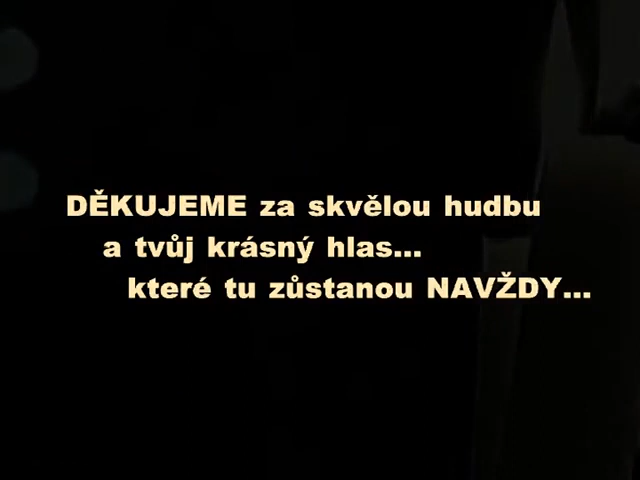 DĚKUJEME za skvělou hudbu
a tvůj krásný hlas...
které tu zůstanou NAVŽDY...